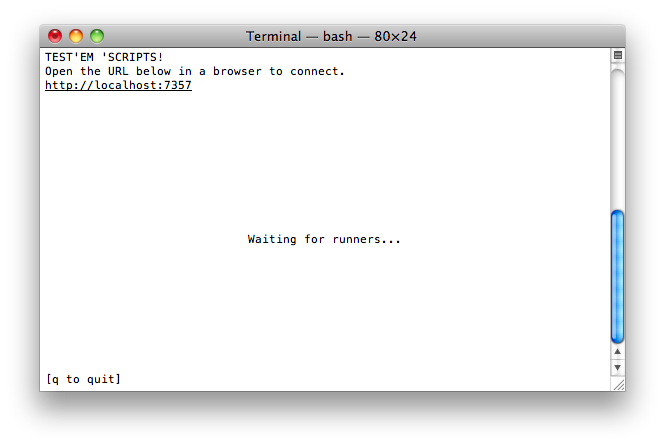 Terminal — bash — 80×24
TEST'EM 'SCRIPTS!
Open the URL below in a browser to connect.
http://localhost:7357
Waiting for runners...
[q to quit]